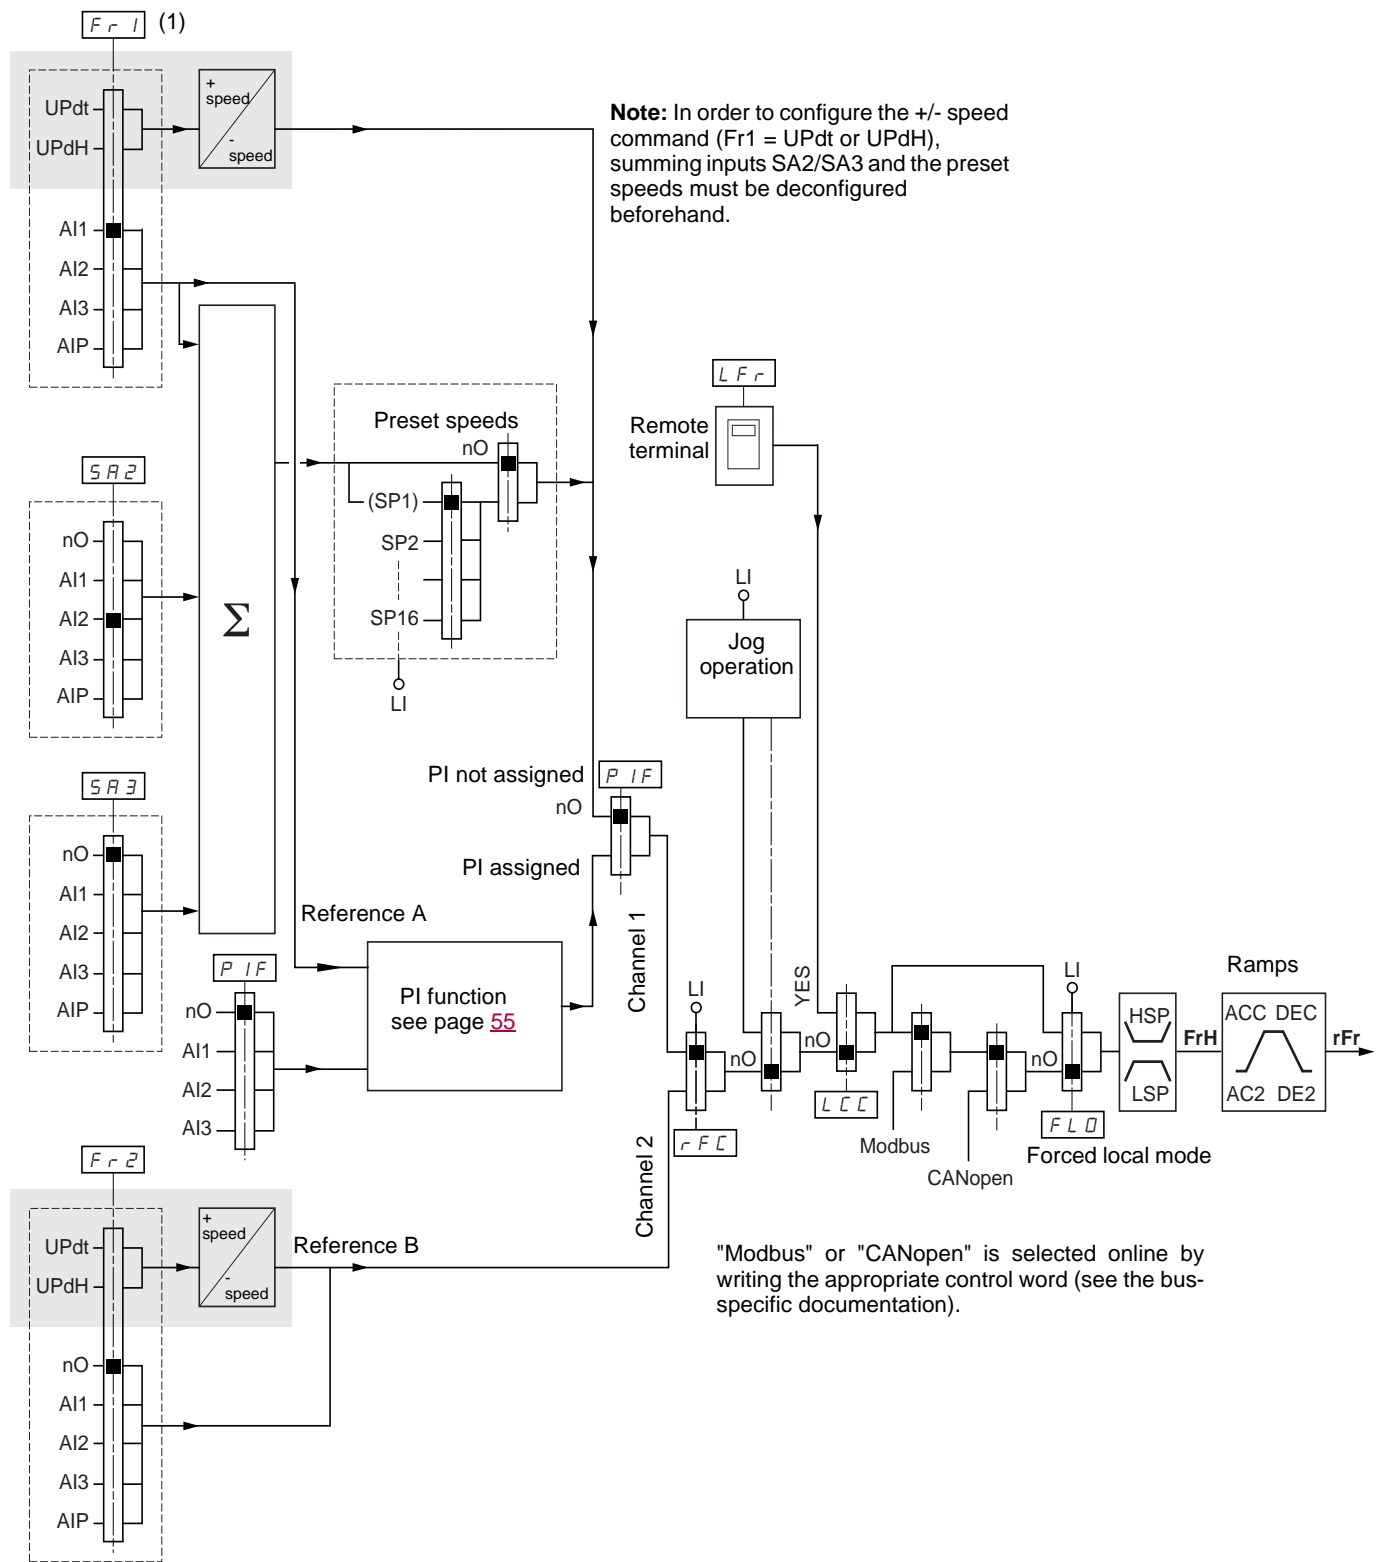 Fr1 (1)
+
speed
-
speed
UPdt
UPdH
AI1
AI2
AI3
AIP
Note: In order to configure the +/- speed
command (Fr1 = UPdt or UPdH),
summing inputs SA2/SA3 and the preset
speeds must be deconfigured
beforehand.
SA2
nO
AI1
AI2
AI3
AIP
Σ
Preset speeds
nO
(SP1)
SP2
SP16
LI
LFr
Remote
terminal
LI
Jog
operation
SA3
nO
AI1
AI2
AI3
AIP
PI not assigned
PIF
nO
PI assigned
Reference A
PIF
nO
AI1
AI2
AI3
PI function
see page 55
Channel 1
Channel 2
LI
rFC
nO
YES
nO
LCC
Modbus
CANopen
nO
LI
FLO
Forced local mode
HSP
LSP
FrH
Ramps
ACC DEC
AC2 DE2
rFr
Fr2
+
speed
-
speed
UPdt
UPdH
Reference B
nO
AI1
AI2
AI3
AIP
"Modbus" or "CANopen" is selected online by
writing the appropriate control word (see the bus-
specific documentation).